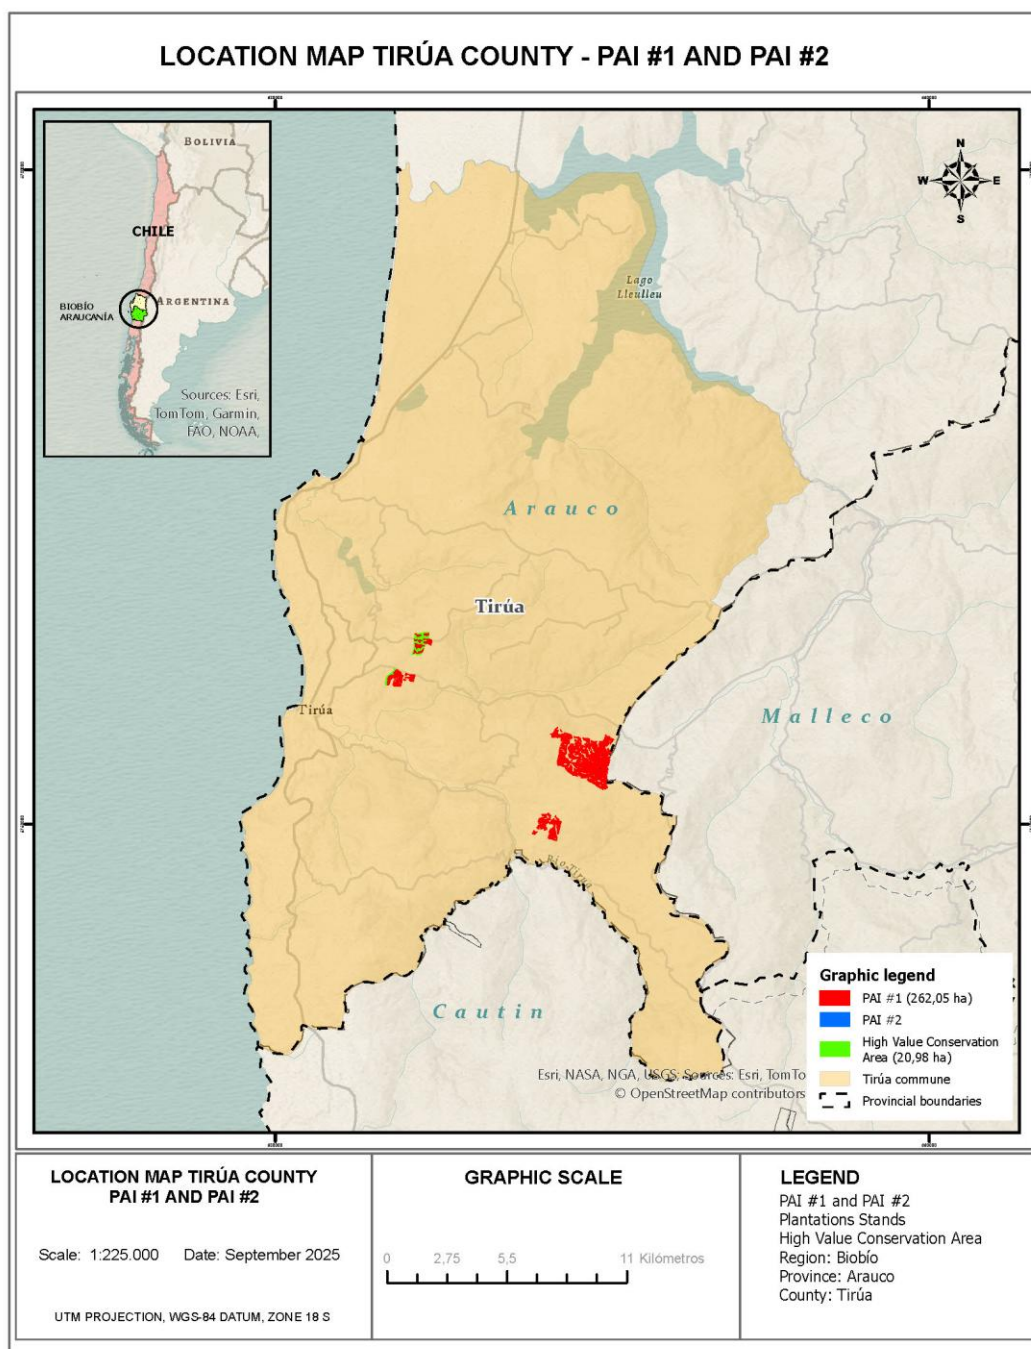 LOCATION MAP TIRÚA COUNTY - PAI #1 AND PAI #2
BOLIVIA
CHILE
ARGENTINA
BIOBÍO
ARAUCANÍA
Sources: Esri,
TomTom, Garmin,
FAO, NOAA,
N
W
E
S
Lago
Lleulleu
Arauco
Tirúa
Tirúa
Malleco
Río Tirúa
Cautin
Graphic legend
PAI #1 (262,05 ha)
PAI #2
High Value Conservation
Area (20,98 ha)
Tirúa commune
Provincial boundaries
Esri, NASA, NGA, USGS; Sources: Esri, TomTo
© OpenStreetMap contributors
LOCATION MAP TIRÚA COUNTY
PAI #1 AND PAI #2
Scale: 1:225.000 Date: September 2025
UTM PROJECTION, WGS-84 DATUM, ZONE 18 S
GRAPHIC SCALE
0 2,75 5,5 11 Kilómetros
LEGEND
PAI #1 and PAI #2
Plantations Stands
High Value Conservation Area
Region: Biobío
Province: Arauco
County: Tirúa